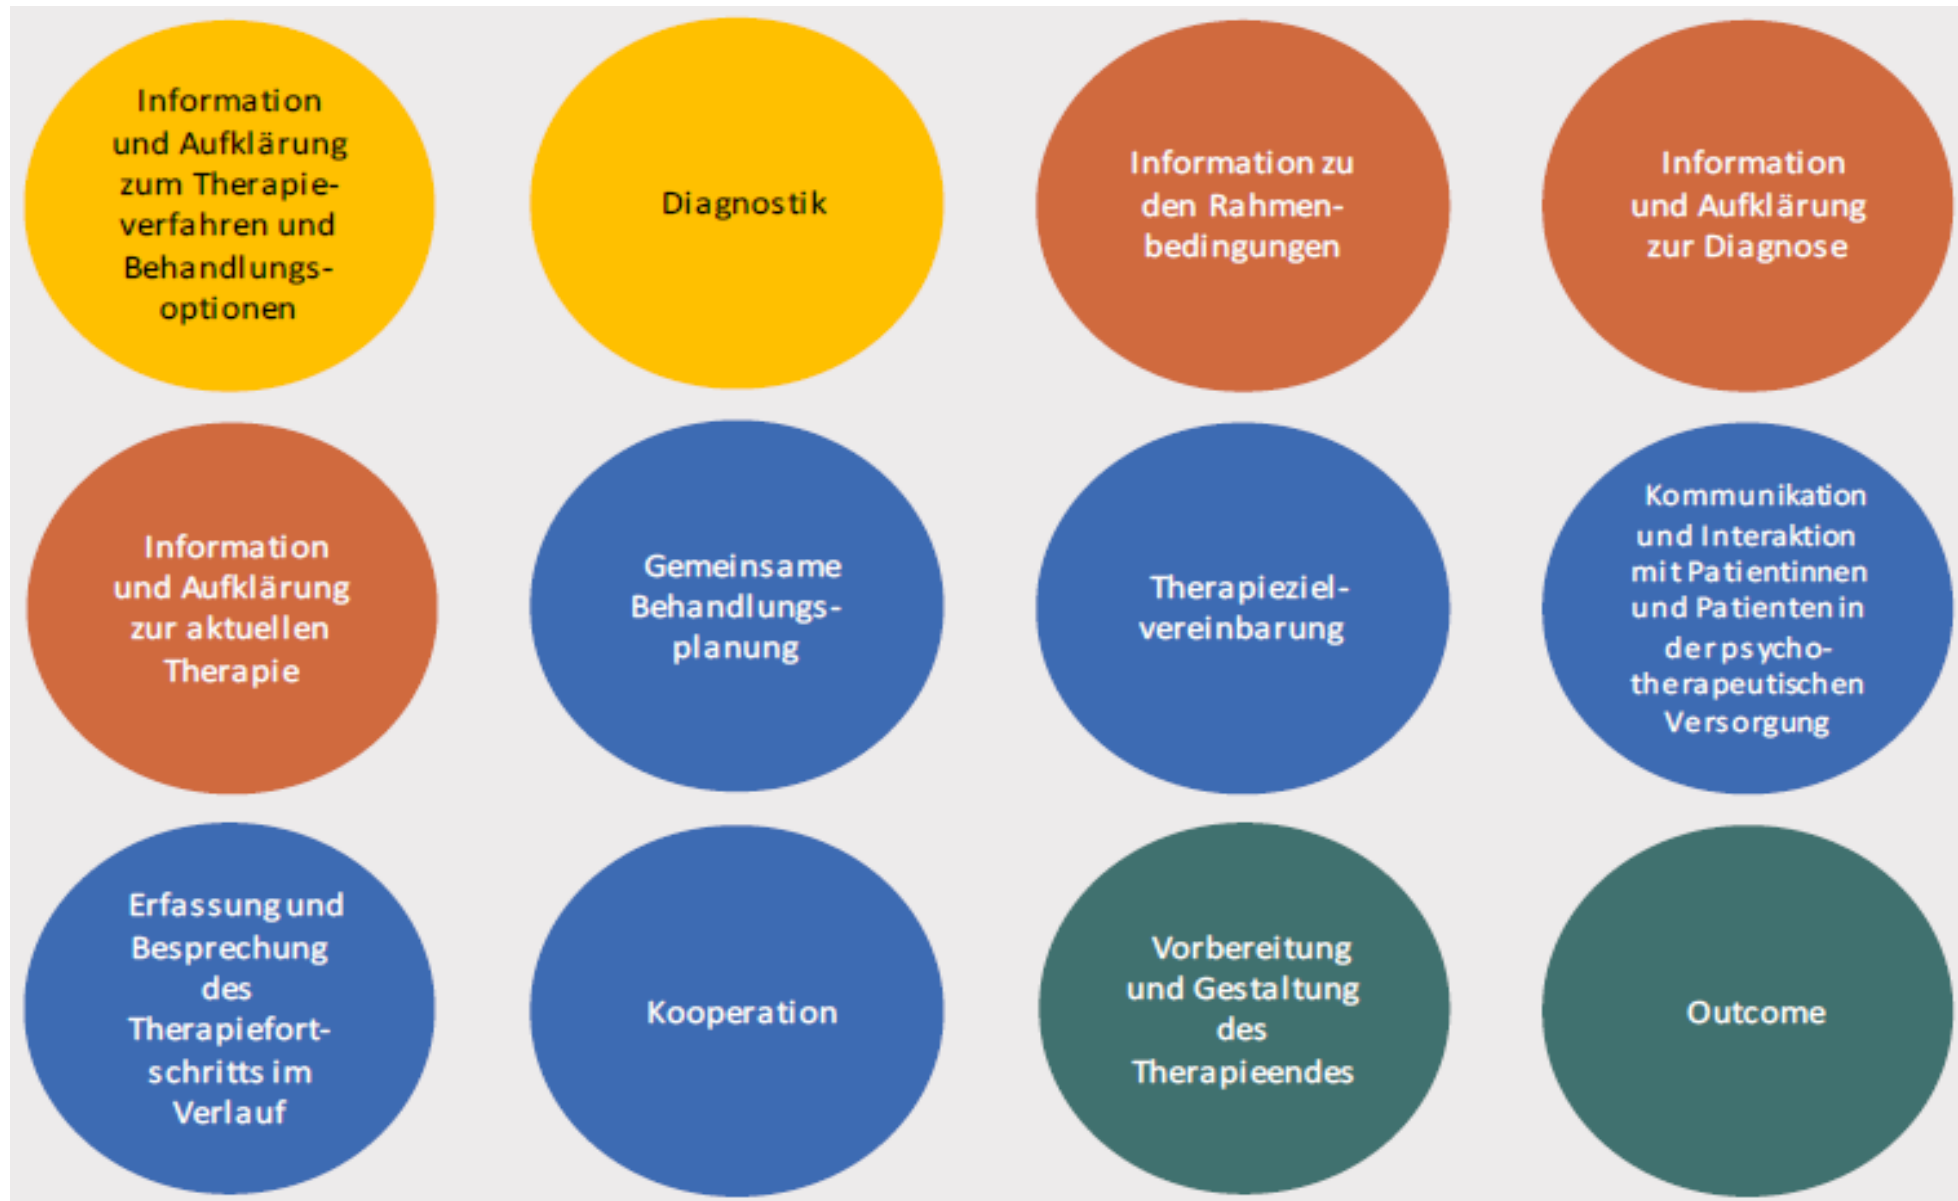 Information
und Aufklärung
zum Therapie-
verfahren und
Behandlungs-
optionen
Diagnostik
Information zu
den Rahmen-
bedingungen
Information
und Aufklärung
zur Diagnose
Information
und Aufklärung
zur aktuellen
Therapie
Gemeinsame
Behandlungs-
planung
Therapieziel-
vereinbarung
Kommunikation
und Interaktion
mit Patientinnen
und Patienten in
der psycho-
therapeutischen
Versorgung
Erfassung und
Besprechung
des
Therapiefort-
schritts im
Verlauf
Kooperation
Vorbereitung
und Gestaltung
des
Therapieendes
Outcome